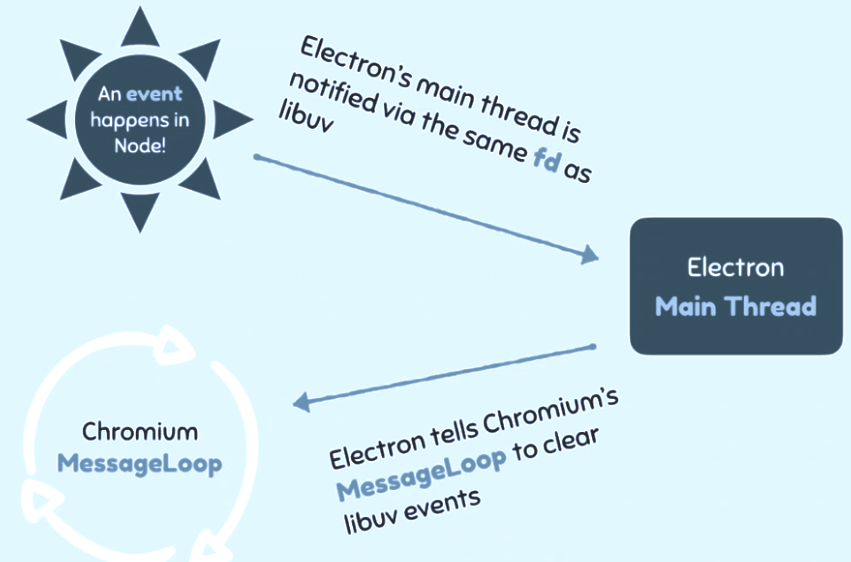 An event
happens in
Node!
Electron's main thread is
notified via the same fd as
libuv
Electron
Main Thread
Chromium
MessageLoop
Electron tells Chromium's
MessageLoop to clear
libuv events